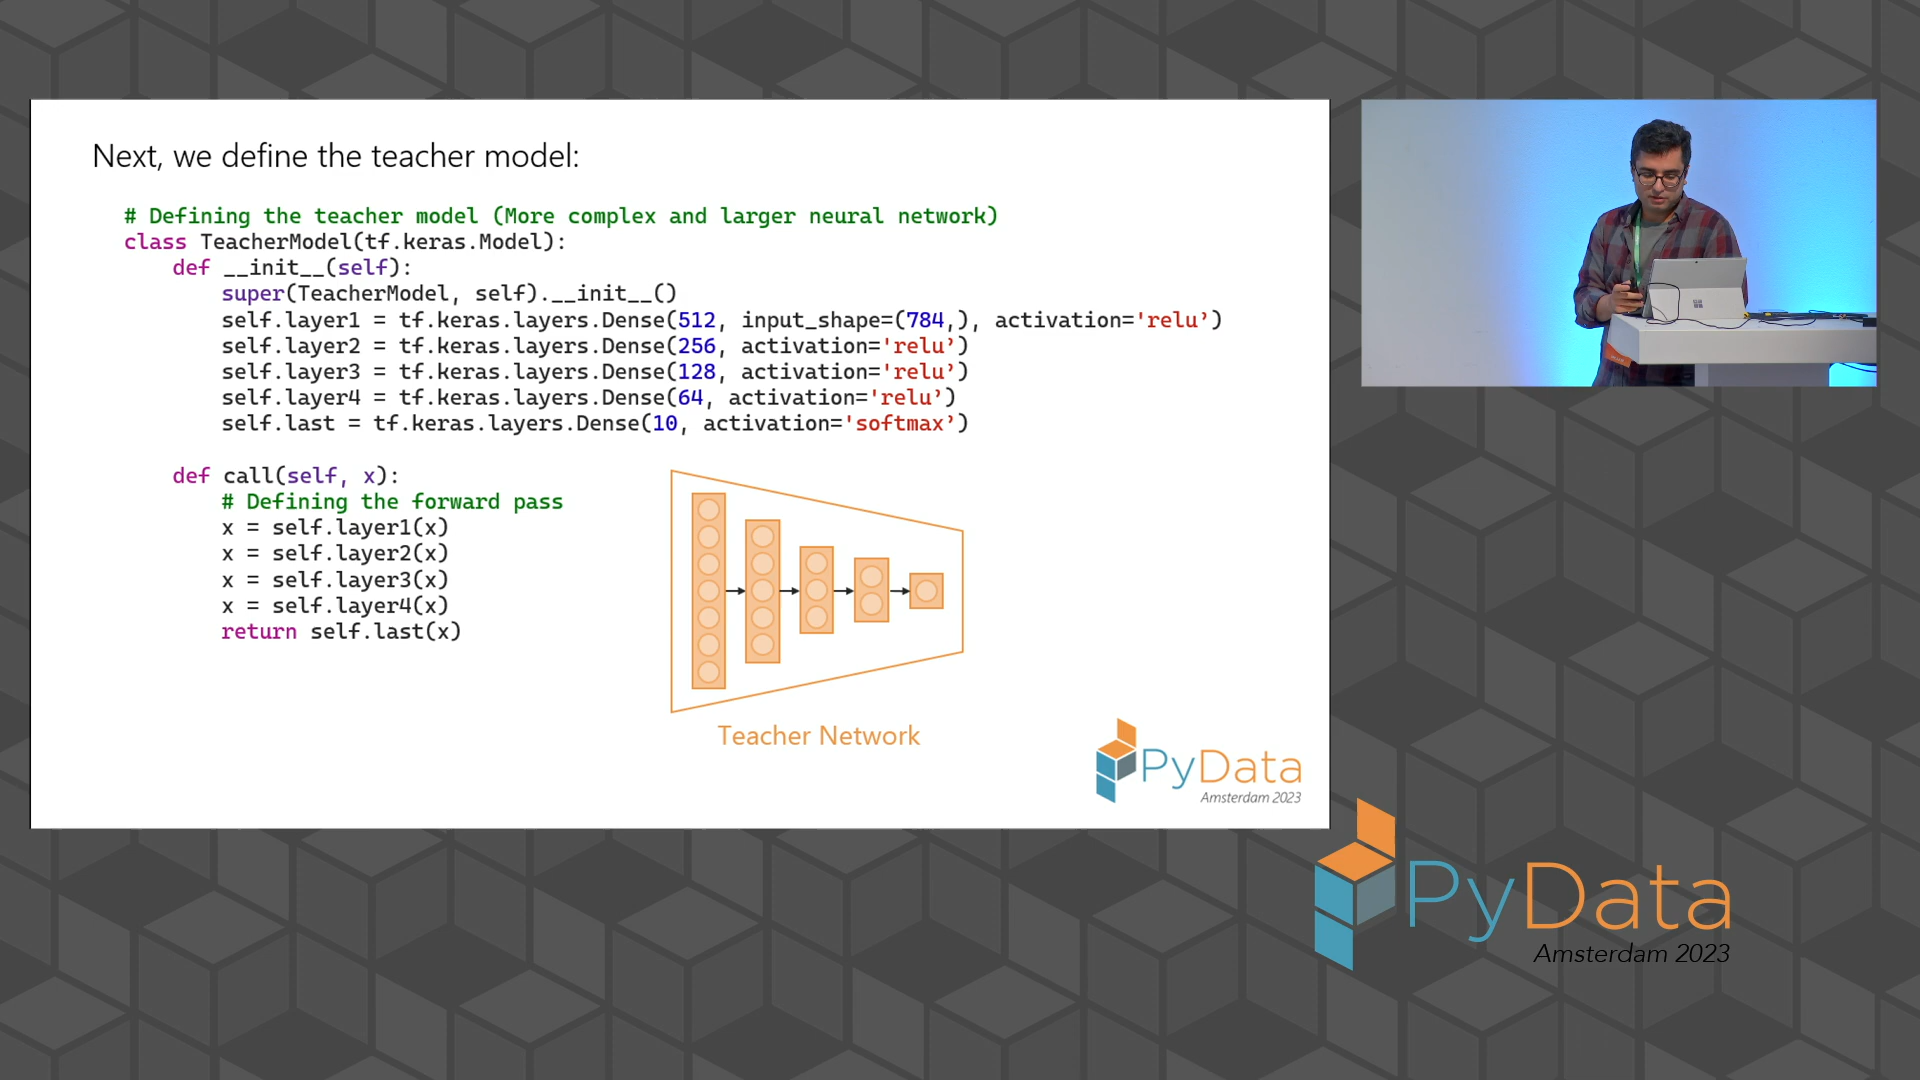 Next, we define the teacher model:
# Defining the teacher model (More complex and larger neural network)
class TeacherModel(tf.keras.Model):
    def __init__(self):
        super(TeacherModel, self).__init__()
        self.layer1 = tf.keras.layers.Dense(512, input_shape=(784,), activation='relu’)
        self.layer2 = tf.keras.layers.Dense(256, activation='relu’)
        self.layer3 = tf.keras.layers.Dense(128, activation='relu’)
        self.layer4 = tf.keras.layers.Dense(64, activation='relu’)
        self.last = tf.keras.layers.Dense(10, activation='softmax’)
    def call(self, x):
        # Defining the forward pass
        x = self.layer1(x)
        x = self.layer2(x)
        x = self.layer3(x)
        x = self.layer4(x)
        return self.last(x)
Teacher Network
PyData
Amsterdam 2023
PyData
Amsterdam 2023